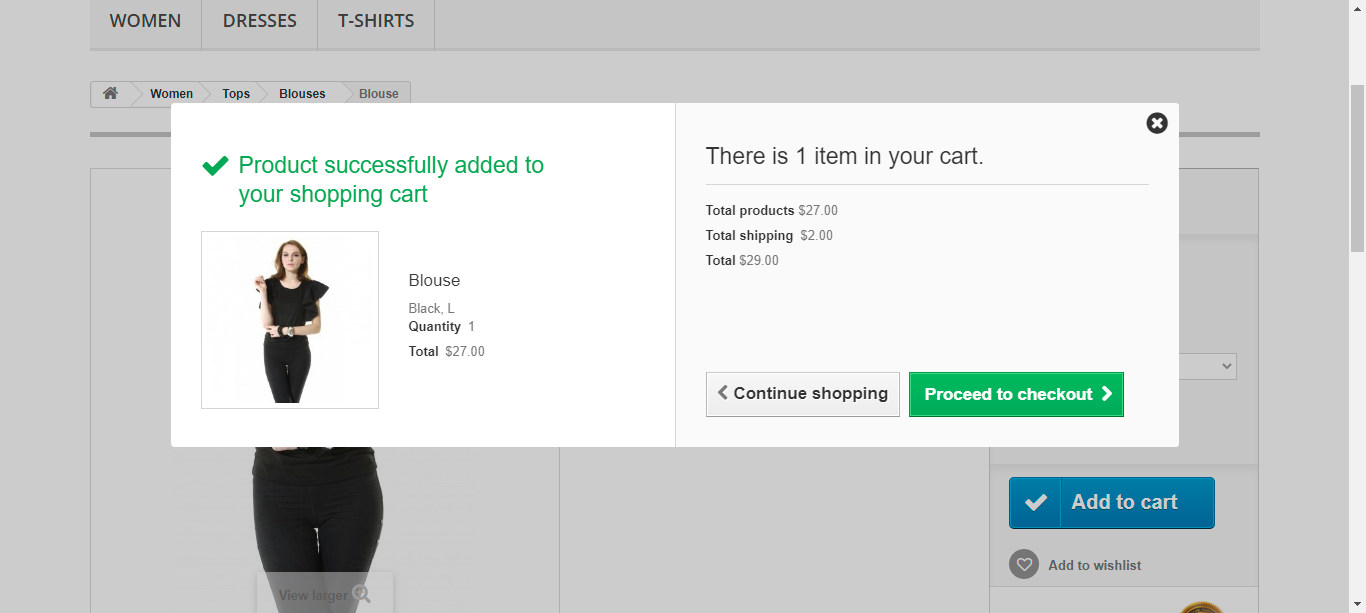 WOMEN DRESSES T-SHIRTS
Women Tops Blouses Blouse
Product successfully added to
your shopping cart
Blouse
Black, L
Quantity 1
Total $27.00
There is 1 item in your cart.
Total products $27.00
Total shipping $2.00
Total $29.00
Continue shopping
Proceed to checkout
Add to cart
Add to wishlist
View larger